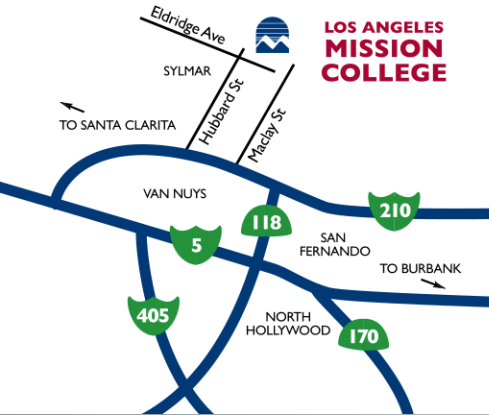 Eldridge Ave
LOS ANGELES
MISSION
COLLEGE
SYLMAR
Hubbard St
Maclay St
TO SANTA CLARITA
VAN NUYS
118
210
5
SAN
FERNANDO
TO BURBANK
405
NORTH
HOLLYWOOD
170